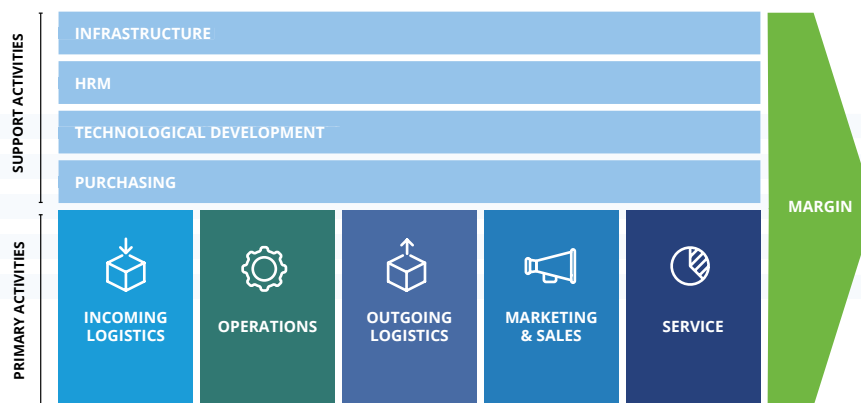 SUPPORT ACTIVITIES
INFRASTRUCTURE
HRM
TECHNOLOGICAL DEVELOPMENT
PURCHASING
MARGIN
PRIMARY ACTIVITIES
INCOMING
LOGISTICS
OPERATIONS
OUTGOING
LOGISTICS
MARKETING
& SALES
SERVICE